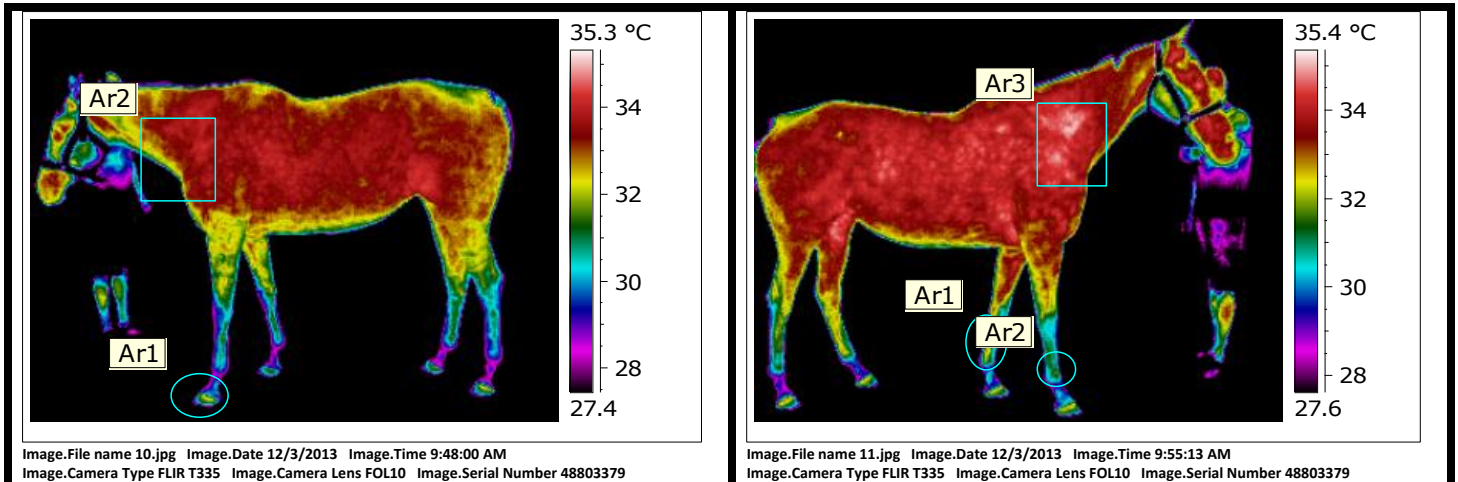 35.3 °C
Ar2
34
32
30
Ar1
28
27.4
Image.File name 10.jpg Image.Date 12/3/2013 Image.Time 9:48:00 AM
Image.Camera Type FLIR T335 Image.Camera Lens FOL10 Image.Serial Number 48803379
35.4 °C
Ar3
34
32
Ar1
30
Ar2
28
27.6
Image.File name 11.jpg Image.Date 12/3/2013 Image.Time 9:55:13 AM
Image.Camera Type FLIR T335 Image.Camera Lens FOL10 Image.Serial Number 48803379